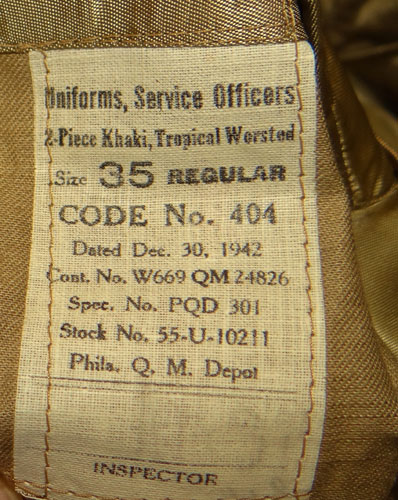 Uniforms, Service Officers
2-Piece Khaki, Tropical Worsted
Size 35 REGULAR
CODE No. 404
Dated Dec. 30, 1942
Cont. No. W669 QM 24826
Spec. No. PQD 301
Stock No. 55-U-10211
Phila. Q. M. Depot
INSPECTOR